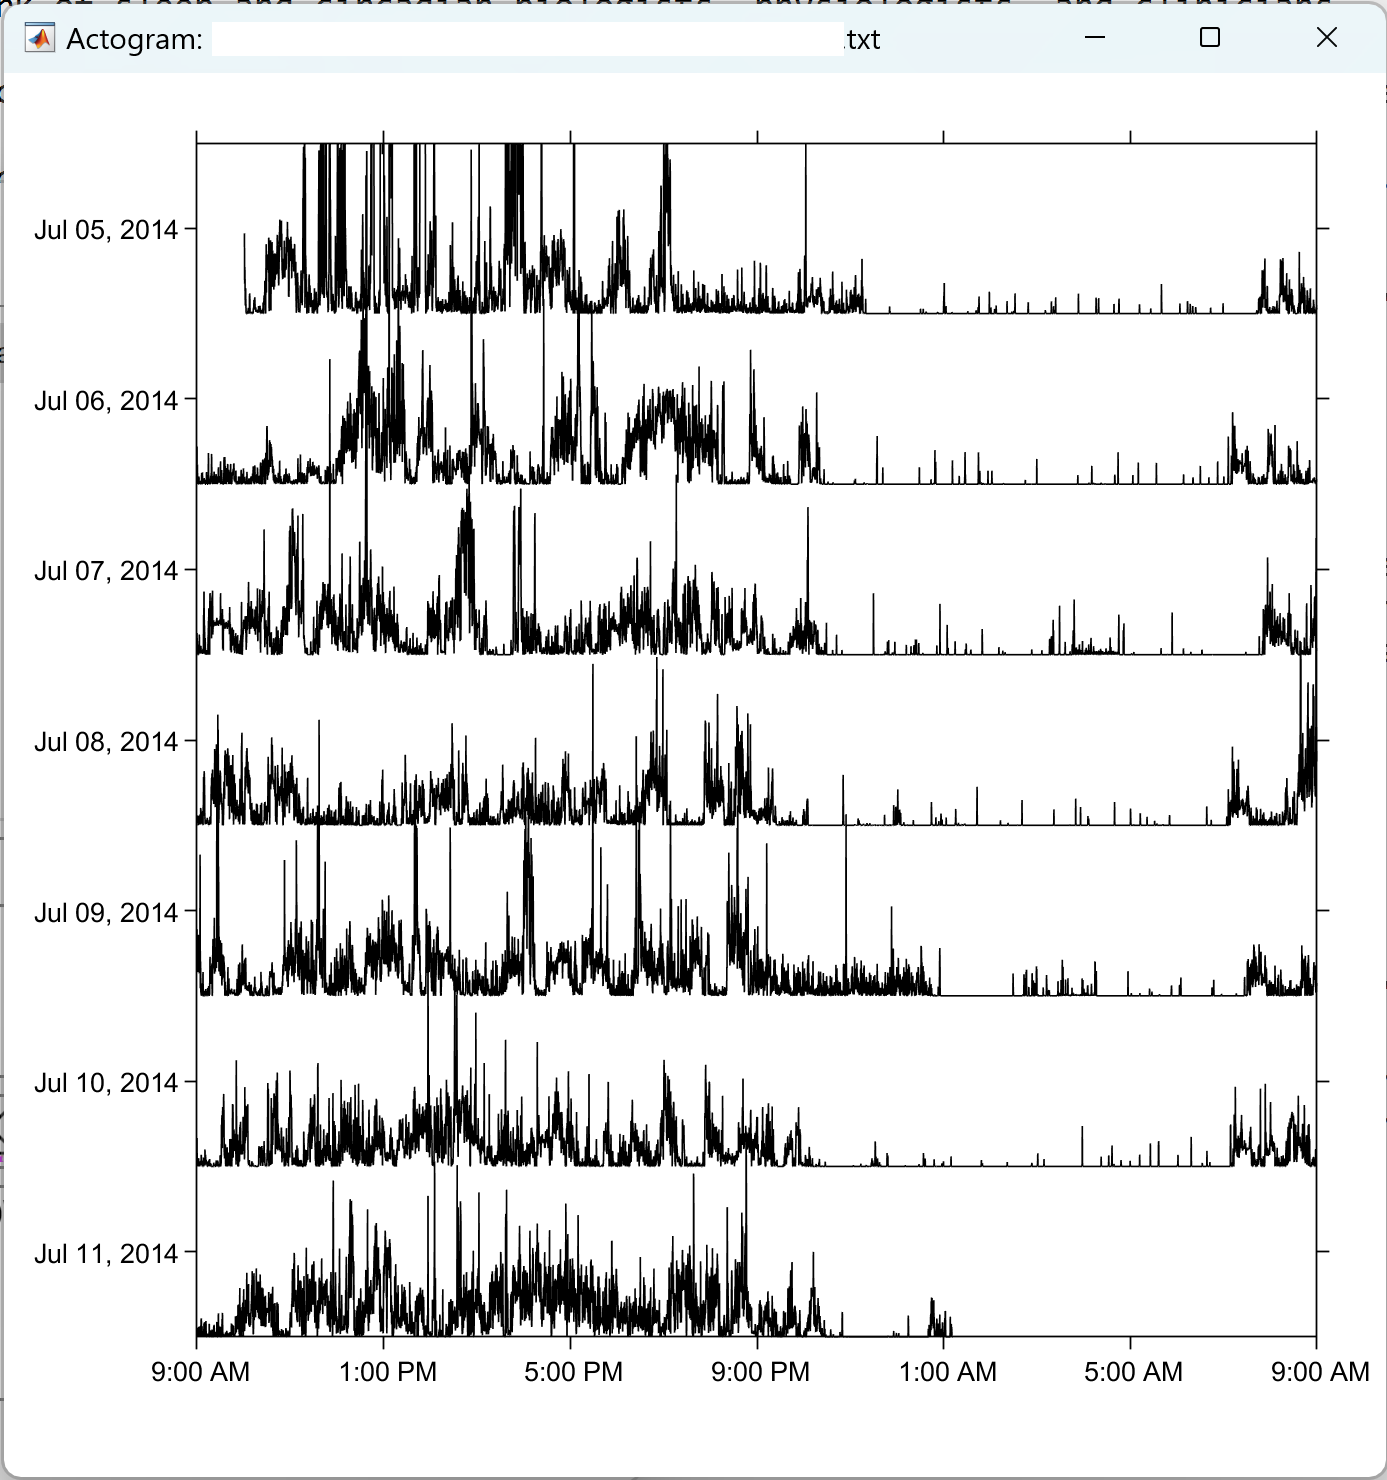 Actogram: .txt
Jul 05, 2014
Jul 06, 2014
Jul 07, 2014
Jul 08, 2014
Jul 09, 2014
Jul 10, 2014
Jul 11, 2014
9:00 AM 1:00 PM 5:00 PM 9:00 PM 1:00 AM 5:00 AM 9:00 AM